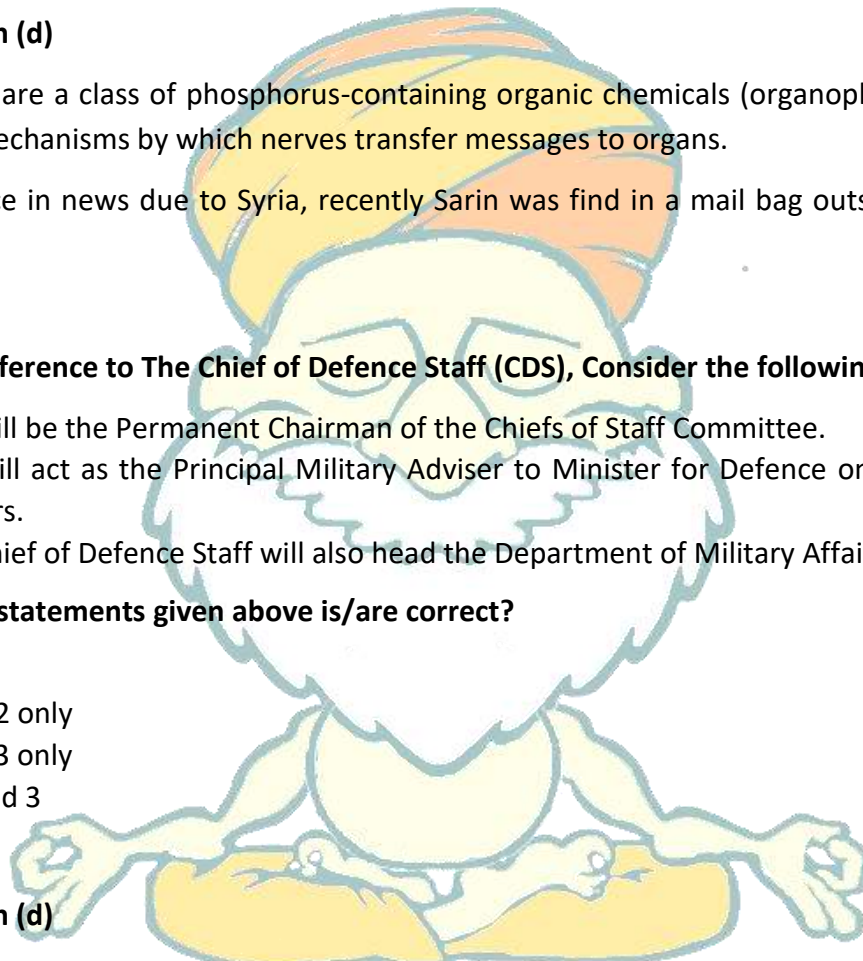 n (d)
are a class of phosphorus-containing organic chemicals (organopl
echanisms by which nerves transfer messages to organs.
ce in news due to Syria, recently Sarin was find in a mail bag outs
ference to The Chief of Defence Staff (CDS), Consider the followin
ill be the Permanent Chairman of the Chiefs of Staff Committee.
ill act as the Principal Military Adviser to Minister for Defence on
rs.
hief of Defence Staff will also head the Department of Military Affai
statements given above is/are correct?
2 only
3 only
d 3
n (d)